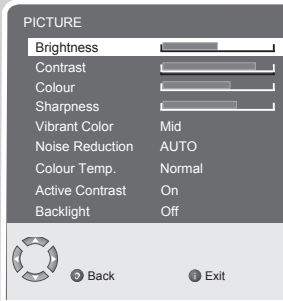 PICTURE
Brightness
Contrast
Colour
Sharpness
Vibrant Color Mid
Noise Reduction AUTO
Colour Temp. Normal
Active Contrast On
Backlight Off
Back Exit